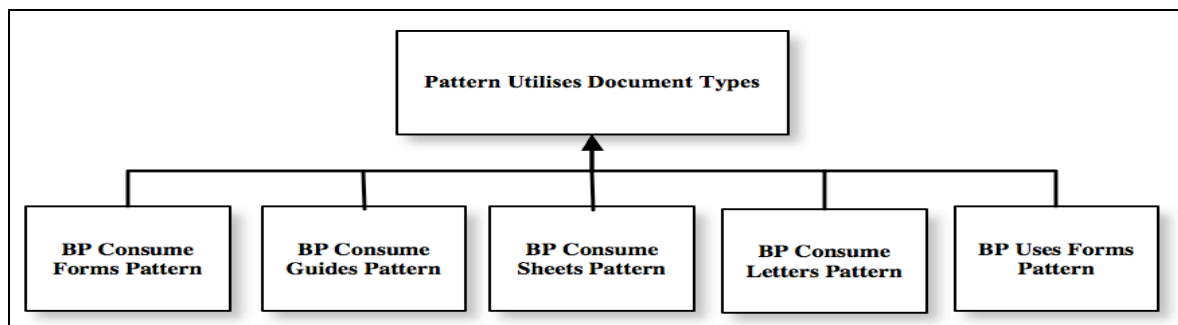 Pattern Utilises Document Types
BP Consume
Forms Pattern
BP Consume
Guides Pattern
BP Consume
Sheets Pattern
BP Consume
Letters Pattern
BP Uses Forms
Pattern